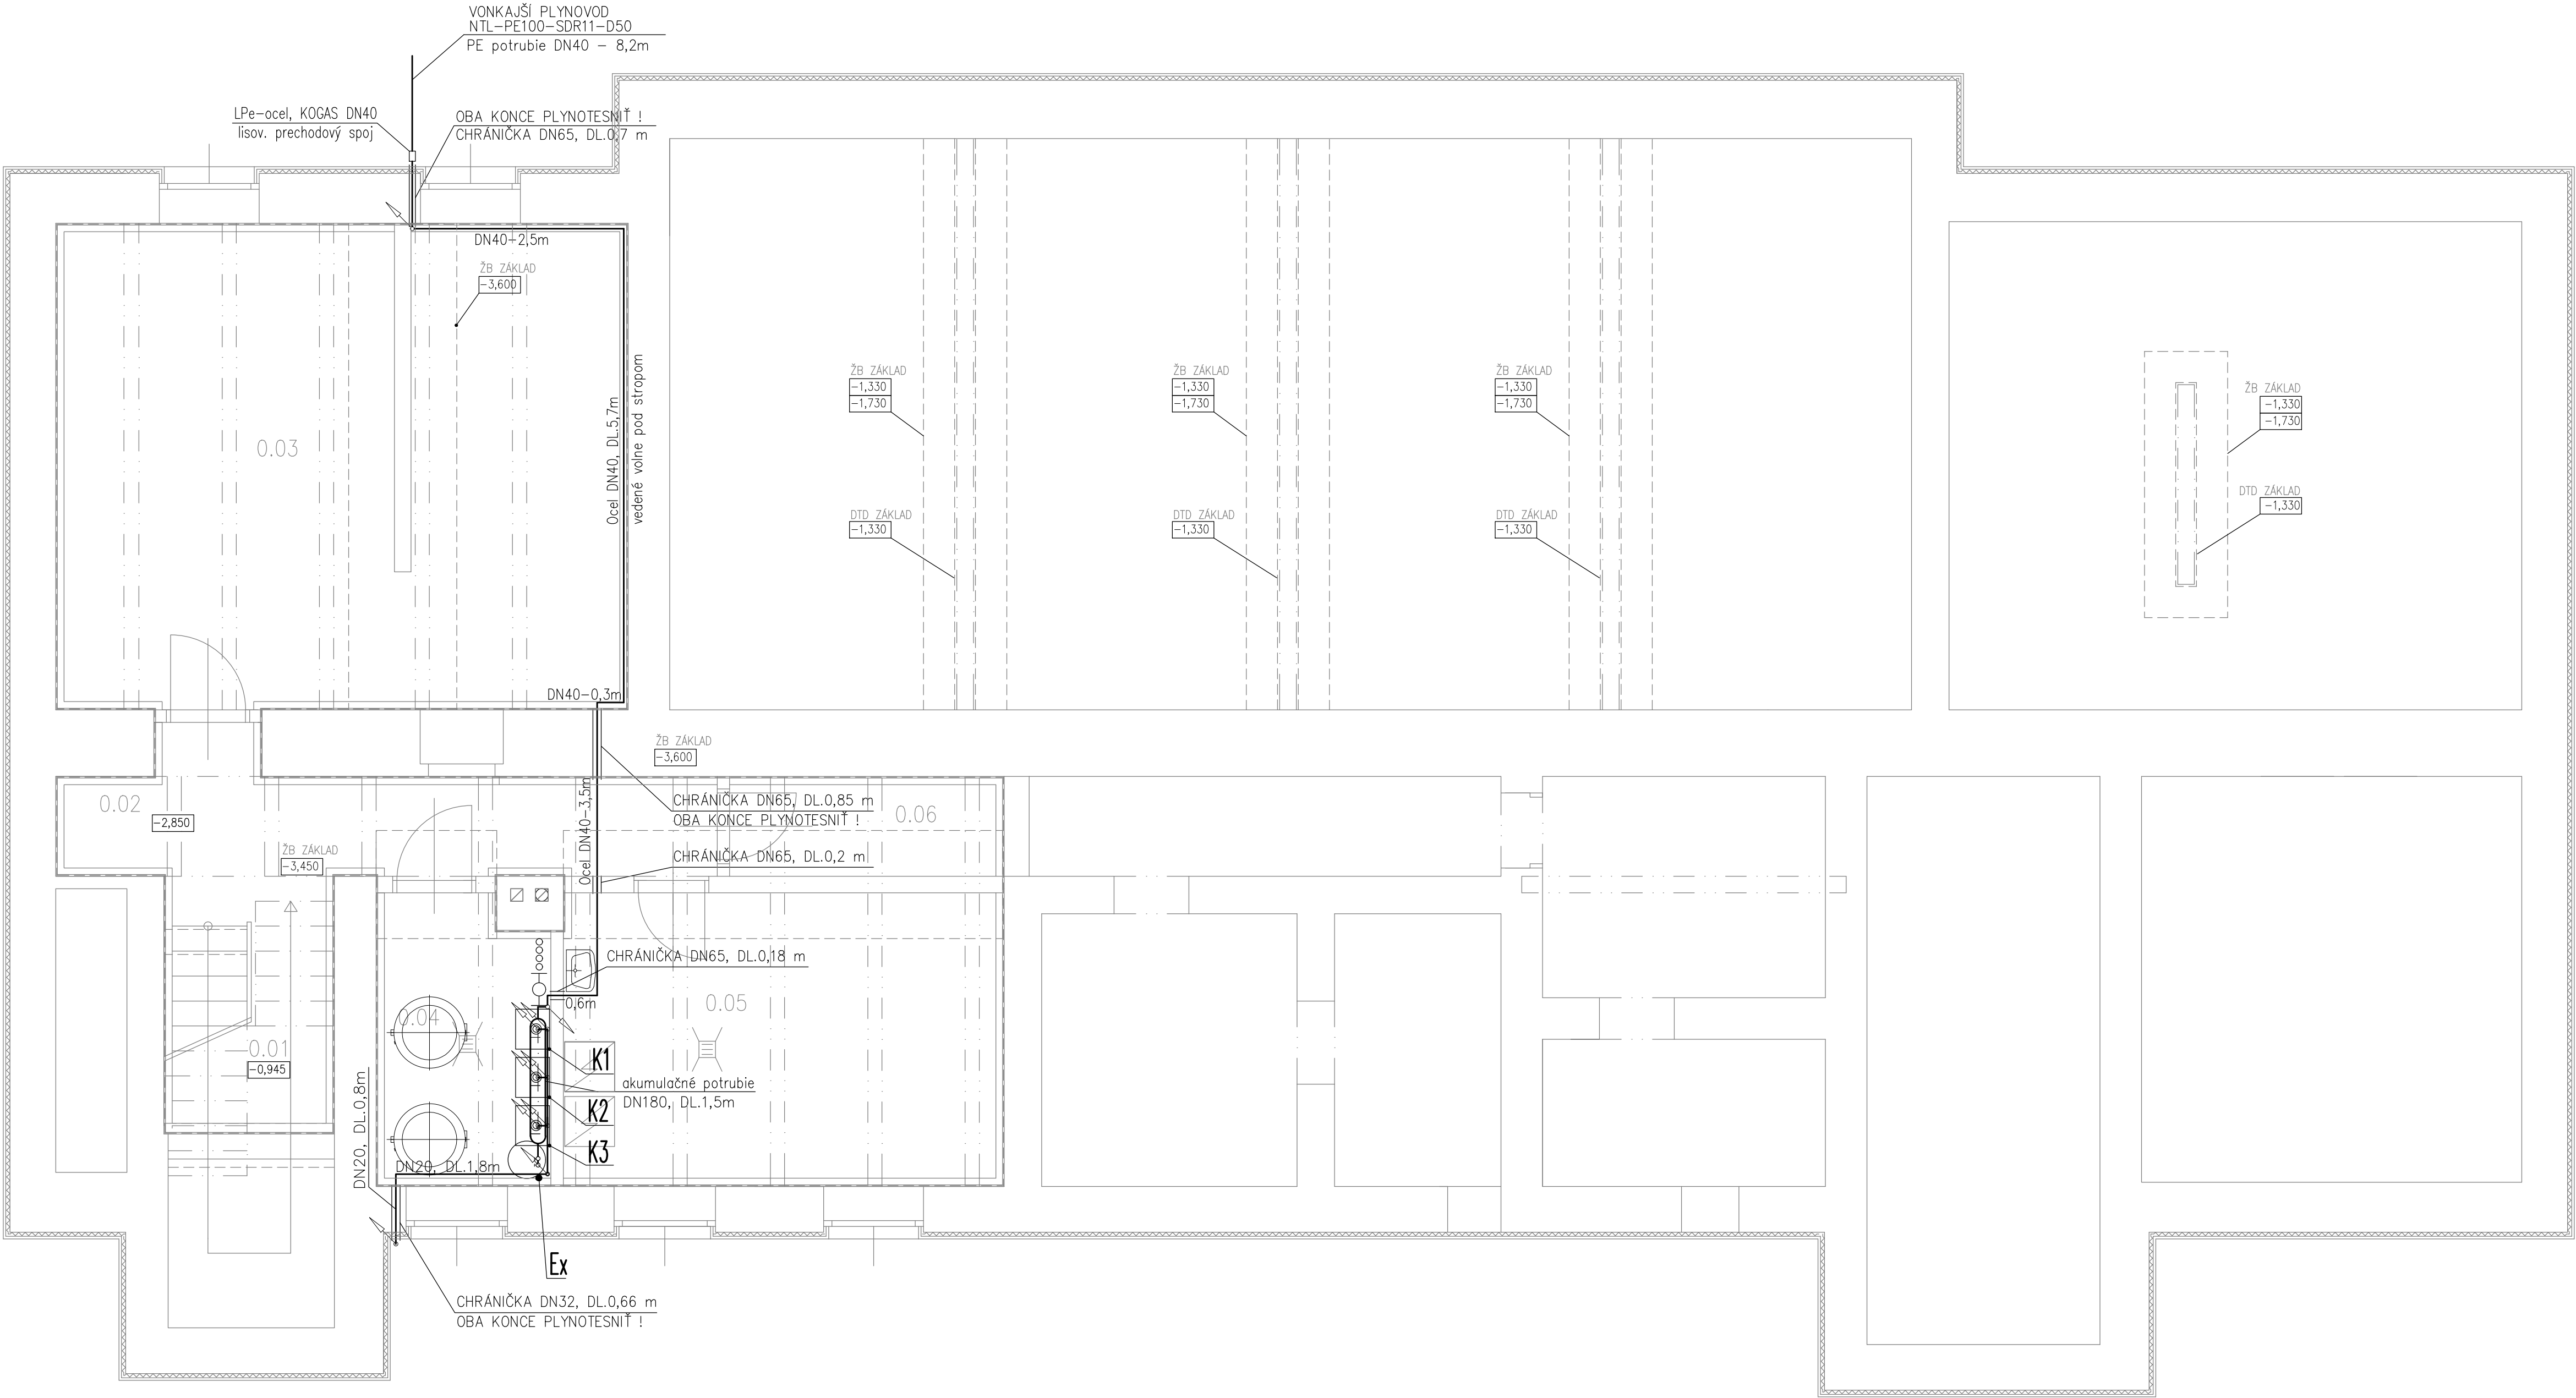 VONKAJŠÍ PLYNOVOD
NTL-PE100-SDR11-D50
PE potrubie DN40 - 8,2m
LPe-ocel, KOGAS DN40
lisov. prechodový spoj
OBA KONCE PLYNOTESNIŤ !
CHRÁNIČKA DN65, DL.0,7 m
DN40-2,5m
ŽB ZÁKLAD
-3,600
Ocel DN40, DL.5,7m
vedené volne pod stropom
0.03
ŽB ZÁKLAD
-1,330
-1,730
ŽB ZÁKLAD
-1,330
-1,730
ŽB ZÁKLAD
-1,330
-1,730
ŽB ZÁKLAD
-1,330
-1,730
DTD ZÁKLAD
-1,330
DTD ZÁKLAD
-1,330
DTD ZÁKLAD
-1,330
DTD ZÁKLAD
-1,330
DN40-0,3m
ŽB ZÁKLAD
-3,600
Ocel DN40-3,5m
CHRÁNIČKA DN65, DL.0,85 m
OBA KONCE PLYNOTESNIŤ !
0.06
0.02
-2,850
ŽB ZÁKLAD
-3,450
CHRÁNIČKA DN65, DL.0,2 m
CHRÁNIČKA DN65, DL.0,18 m
0,6m
0.05
0.04
0.01
-0,945
K1
akumulačné potrubie
DN180, DL.1,5m
K2
K3
DN20, DL.0,8m
DN20, DL.1,8m
Ex
CHRÁNIČKA DN32, DL.0,66 m
OBA KONCE PLYNOTESNIŤ !